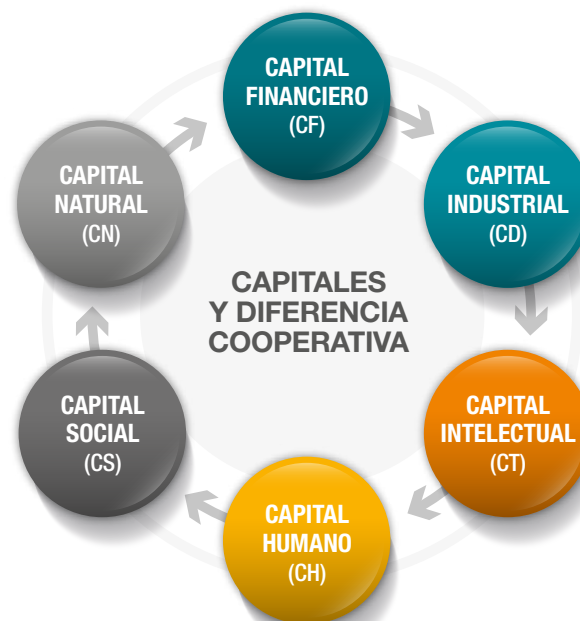 CAPITAL
FINANCIERO
(CF)
CAPITAL
INDUSTRIAL
(CD)
CAPITAL
INTELECTUAL
(CT)
CAPITAL
HUMANO
(CH)
CAPITAL
SOCIAL
(CS)
CAPITAL
NATURAL
(CN)
CAPITALES
Y DIFERENCIA
COOPERATIVA